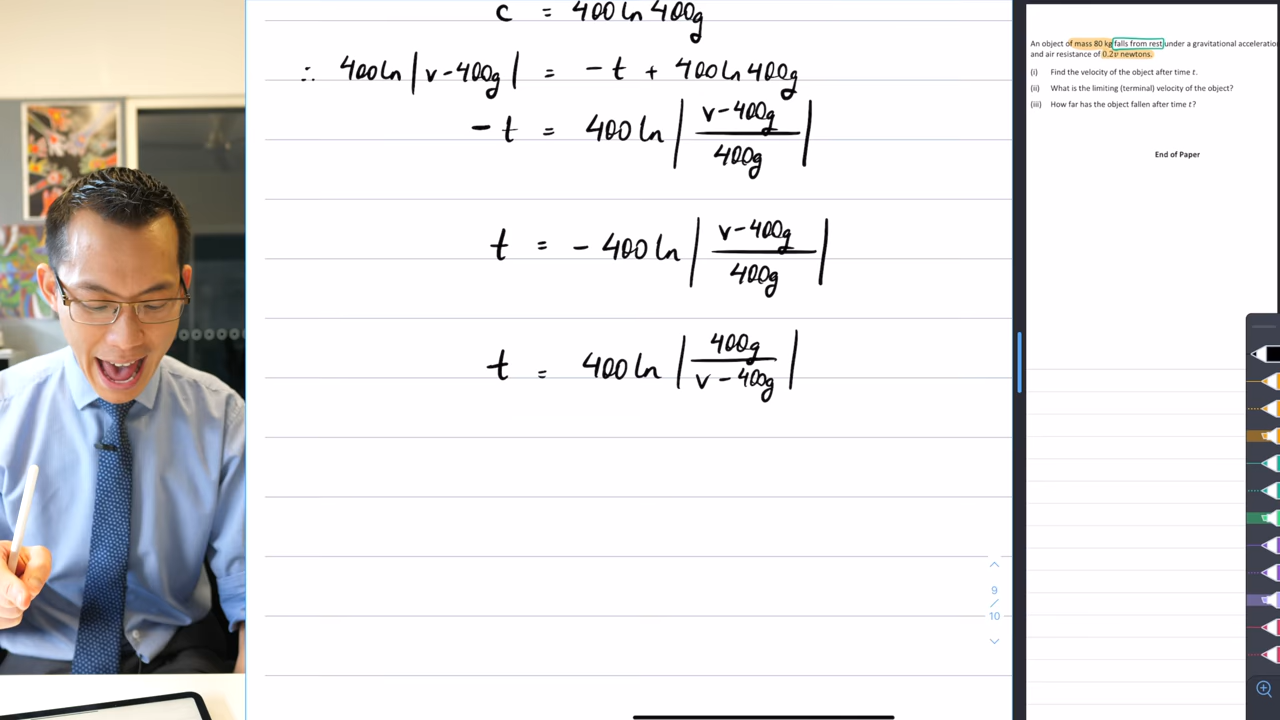 c = 400 ln 400g
∴ 400 ln |v-400g| = -t + 400 ln 400g
-t = 400 ln |v-400g / 400g|
t = -400 ln |v-400g / 400g|
t = 400 ln |400g / v - 400g|
9
/
10
An object of mass 80 kg falls from rest under a gravitational acceleratio
and air resistance of 0.2v newtons.
(i) Find the velocity of the object after time t.
(ii) What is the limiting (terminal) velocity of the object?
(iii) How far has the object fallen after time t?
End of Paper